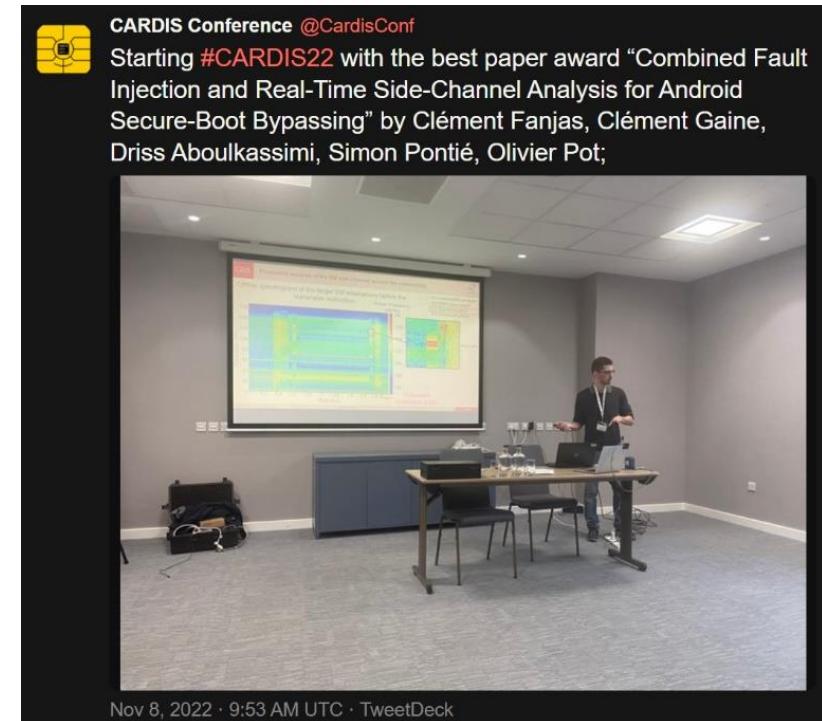 CARDIS Conference @CardisConf
Starting #CARDIS22 with the best paper award “Combined Fault
Injection and Real-Time Side-Channel Analysis for Android
Secure-Boot Bypassing” by Clément Fanjas, Clément Gaine,
Driss Aboulkassimi, Simon Pontié, Olivier Pot;
Nov 8, 2022 · 9:53 AM UTC · TweetDeck